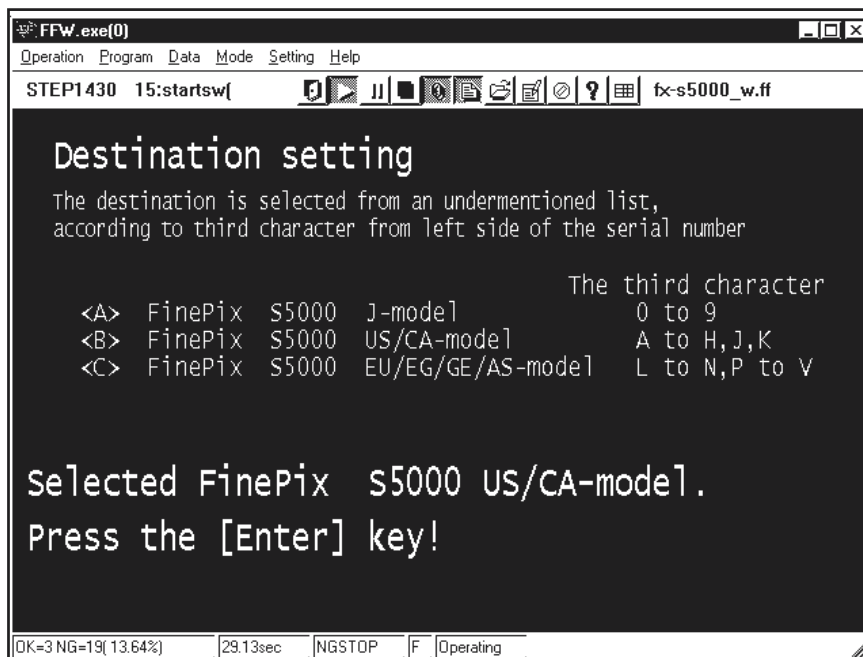 FFW.exe(0)
Operation Program Data Mode Setting Help
STEP1430 15:startsw( fx-s5000_w.ff
Destination setting
The destination is selected from an undermentioned list,
according to third character from left side of the serial number
The third character
<A> FinePix S5000 J-model 0 to 9
<B> FinePix S5000 US/CA-model A to H,J,K
<C> FinePix S5000 EU/EG/GE/AS-model L to N,P to V
Selected FinePix S5000 US/CA-model.
Press the [Enter] key!
OK=3 NG=19( 13.64%) 29.13sec NGSTOP F Operating